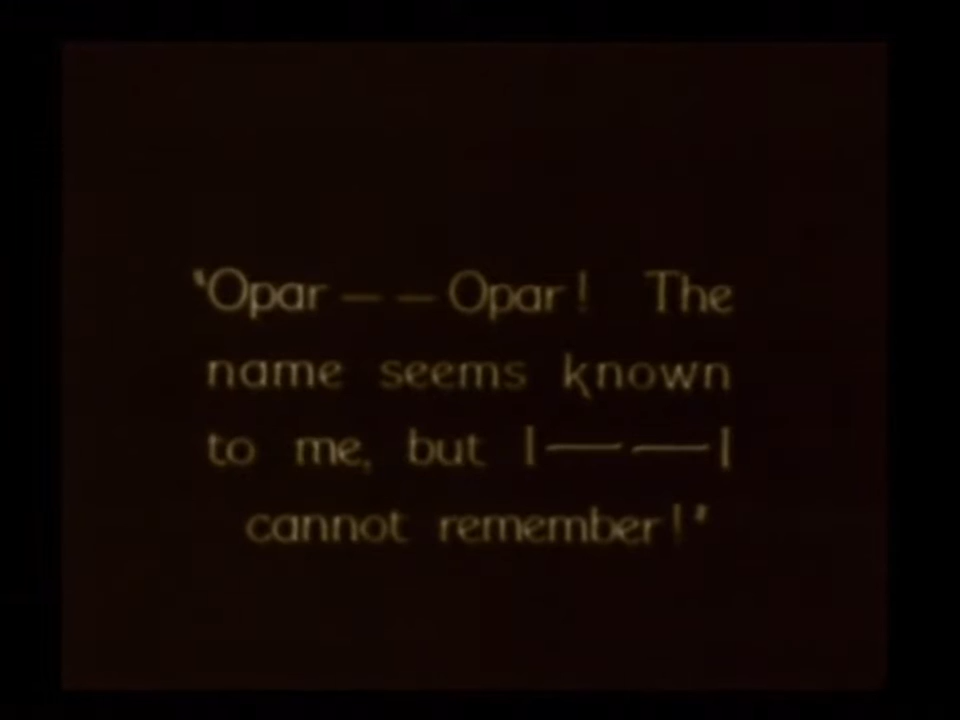 "Opar — — Opar! The
name seems known
to me, but I — — I
cannot remember!"